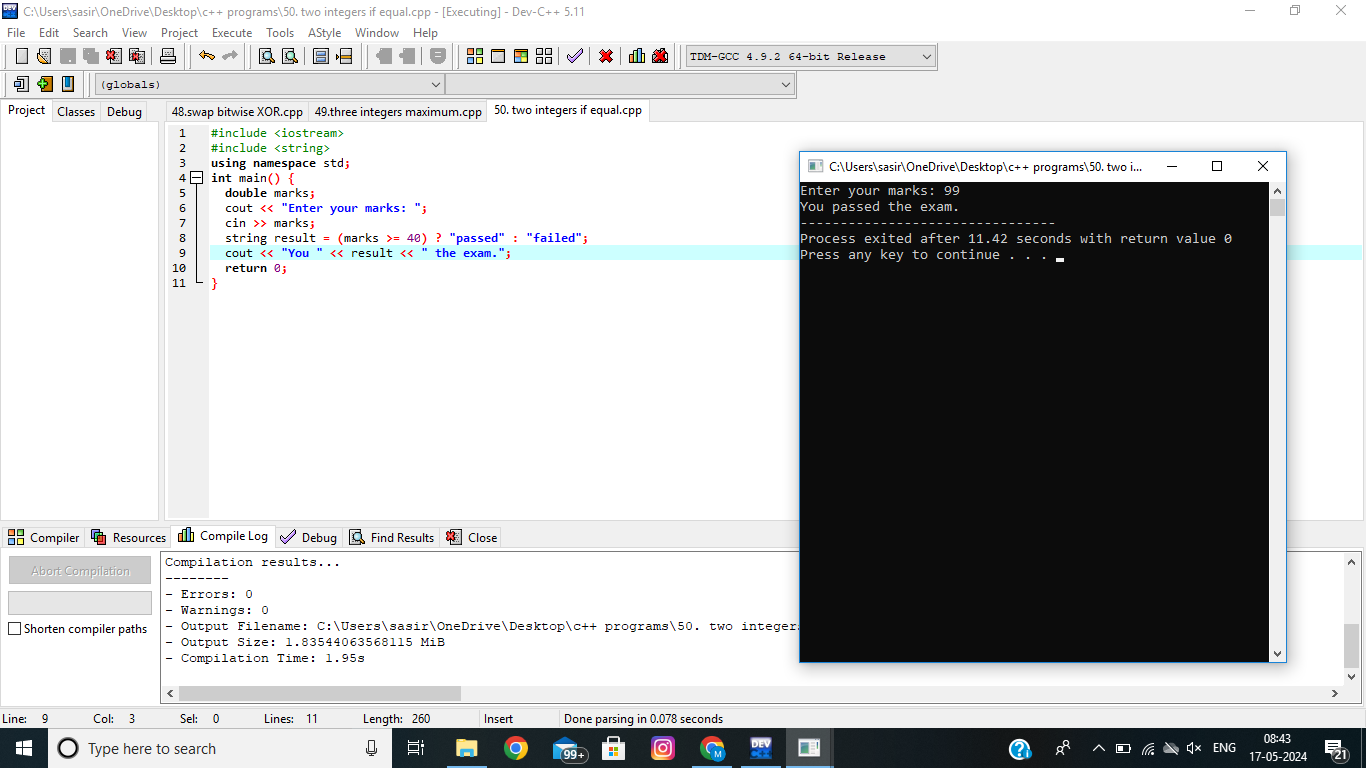 C:\Users\sasir\OneDrive\Desktop\c++ programs\50. two integers if equal.cpp - [Executing] - Dev-C++ 5.11
File Edit Search View Project Execute Tools AStyle Window Help
TDM-GCC 4.9.2 64-bit Release
(globals)
Project Classes Debug 48.swap bitwise XOR.cpp 49.three integers maximum.cpp 50. two integers if equal.cpp
1 #include <iostream>
2 #include <string>
3 using namespace std;
4 int main() {
5 double marks;
6 cout << "Enter your marks: ";
7 cin >> marks;
8 string result = (marks >= 40) ? "passed" : "failed";
9 cout << "You " << result << " the exam.";
10 return 0;
11 }
C:\Users\sasir\OneDrive\Desktop\c++ programs\50. two i...
Enter your marks: 99
You passed the exam.
--------------------------------
Process exited after 11.42 seconds with return value 0
Press any key to continue . . .
Compiler Resources Compile Log Debug Find Results Close
Abort Compilation
Shorten compiler paths
Compilation results...
--------
- Errors: 0
- Warnings: 0
- Output Filename: C:\Users\sasir\OneDrive\Desktop\c++ programs\50. two integer
- Output Size: 1.83544063568115 MiB
- Compilation Time: 1.95s
Line: 9 Col: 3 Sel: 0 Lines: 11 Length: 260 Insert Done parsing in 0.078 seconds
Type here to search
99+
M
DEV
ENG
08:43
17-05-2024
21